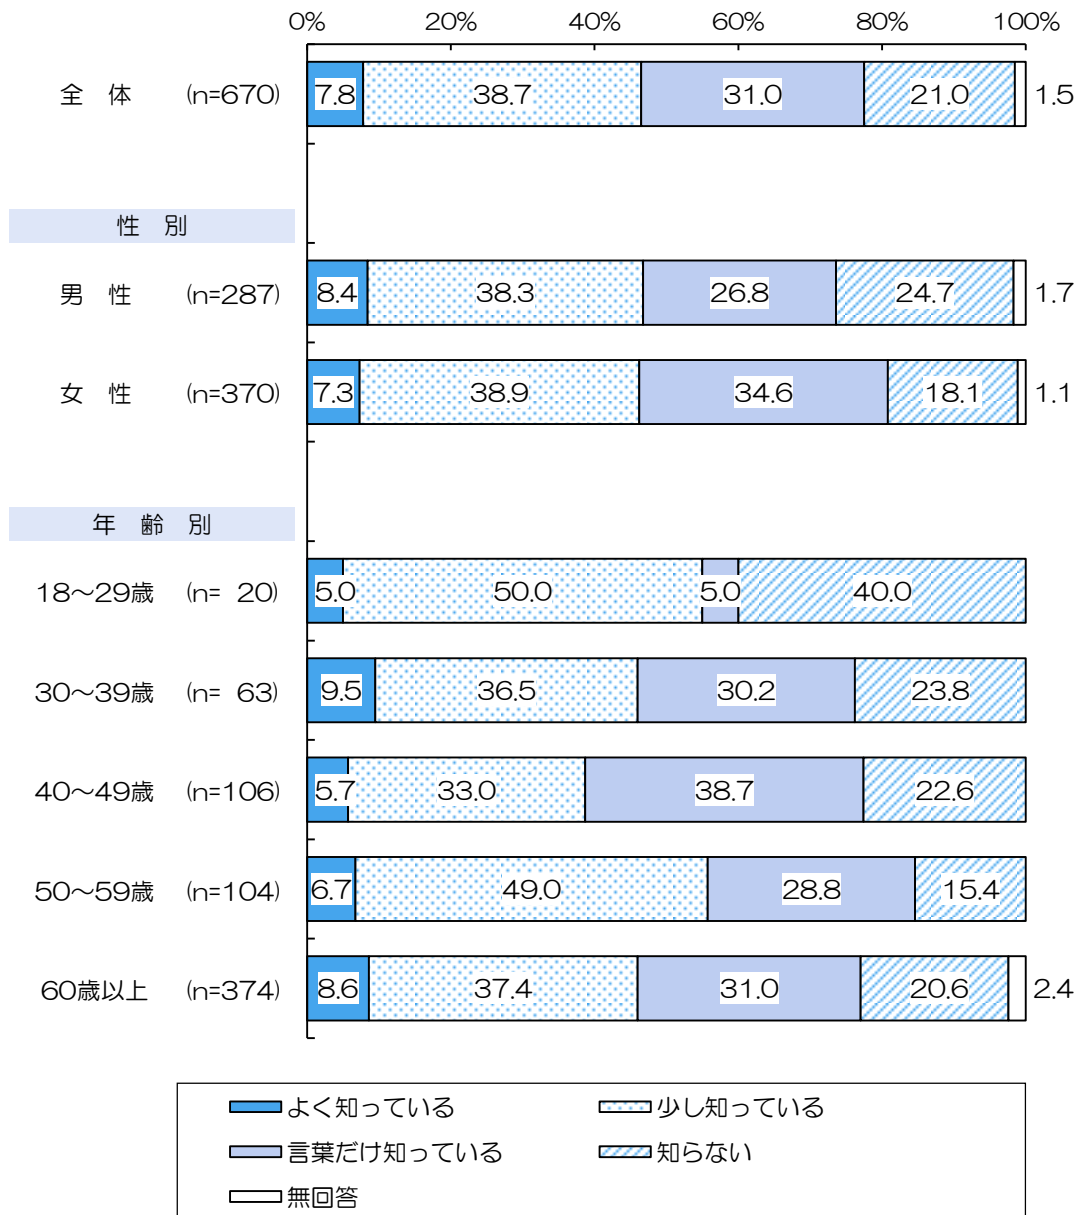 0% 20% 40% 60% 80% 100%
全 体 (n=670) 7.8 38.7 31.0 21.0 1.5
性 別
男 性 (n=287) 8.4 38.3 26.8 24.7 1.7
女 性 (n=370) 7.3 38.9 34.6 18.1 1.1
年 齢 別
18～29歳 (n= 20) 5.0 50.0 5.0 40.0
30～39歳 (n= 63) 9.5 36.5 30.2 23.8
40～49歳 (n=106) 5.7 33.0 38.7 22.6
50～59歳 (n=104) 6.7 49.0 28.8 15.4
60歳以上 (n=374) 8.6 37.4 31.0 20.6 2.4
よく知っている 少し知っている
言葉だけ知っている 知らない
無回答